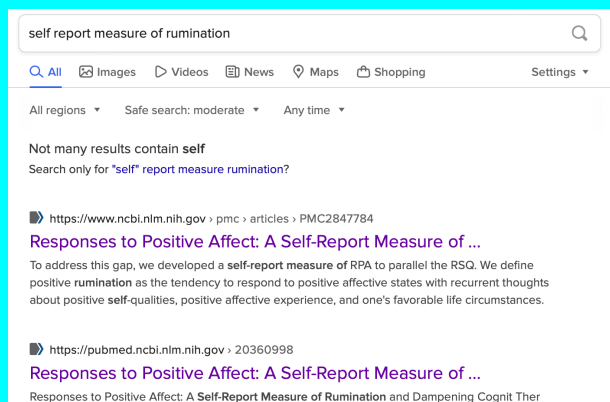 self report measure of rumination
All Images Videos News Maps Shopping Settings ▼
All regions ▼ Safe search: moderate ▼ Any time ▼
Not many results contain self
Search only for "self" report measure rumination?
https://www.ncbi.nlm.nih.gov › pmc › articles › PMC2847784
Responses to Positive Affect: A Self-Report Measure of ...
To address this gap, we developed a self-report measure of RPA to parallel the RSQ. We define
positive rumination as the tendency to respond to positive affective states with recurrent thoughts
about positive self-qualities, positive affective experience, and one's favorable life circumstances.
https://pubmed.ncbi.nlm.nih.gov › 20360998
Responses to Positive Affect: A Self-Report Measure of ...
Responses to Positive Affect: A Self-Report Measure of Rumination and Dampening Cognit Ther